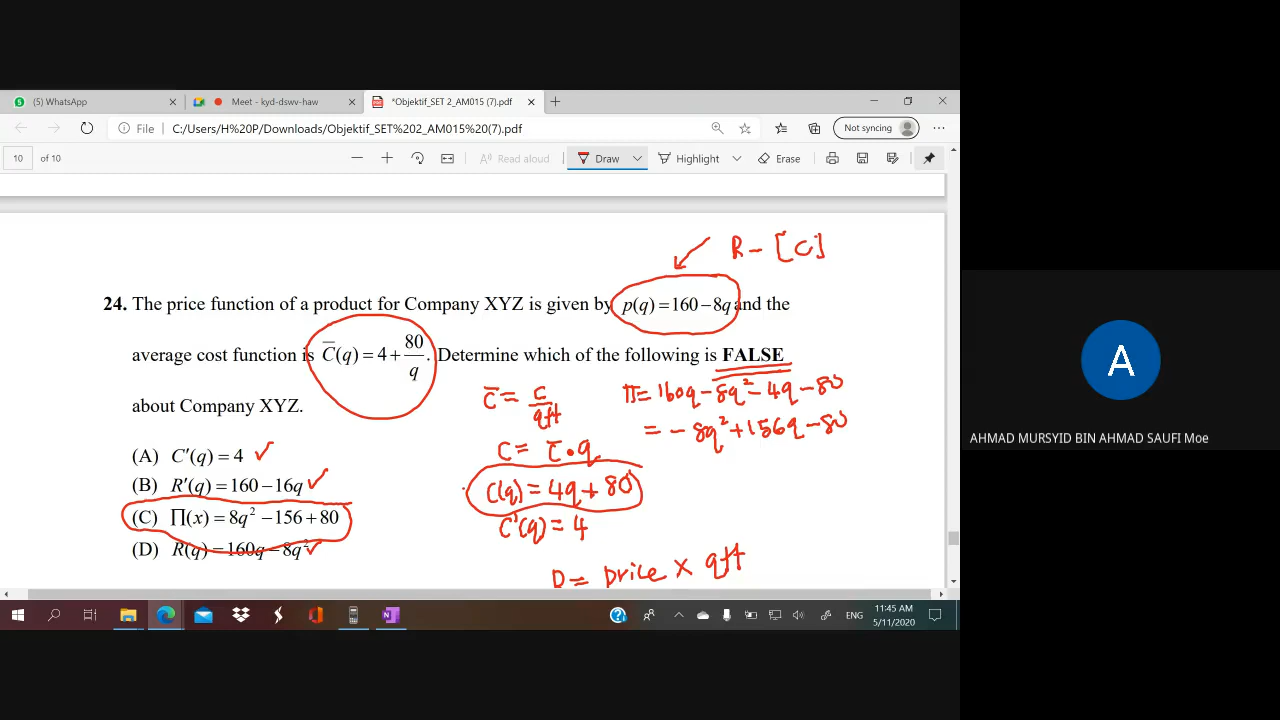 (5) WhatsApp
Meet - kyd-dswv-haw
*Objektif_SET 2_AM015 (7).pdf
File
C:/Users/H%20P/Downloads/Objektif_SET%202_AM015%20(7).pdf
Not syncing
10 of 10
Read aloud
Draw
Highlight
Erase
R - [C]
24. The price function of a product for Company XYZ is given by p(q) = 160 − 8q and the
average cost function is C̄(q) = 4 + 80/q. Determine which of the following is FALSE
about Company XYZ.
C̄ = C/qtt
C = C̄ • q
C(q) = 4q + 80
C'(q) = 4
π = 160q - 8q² - 4q - 80
= - 8q² + 156q - 80
(A) C′(q) = 4 ✓
(B) R′(q) = 160 − 16q ✓
(C) ∏(x) = 8q² − 156 + 80
(D) R(q) = 160q − 8q² ✓
R = price × qtt
A
AHMAD MURSYID BIN AHMAD SAUFI Moe
ENG
11:45 AM
5/11/2020